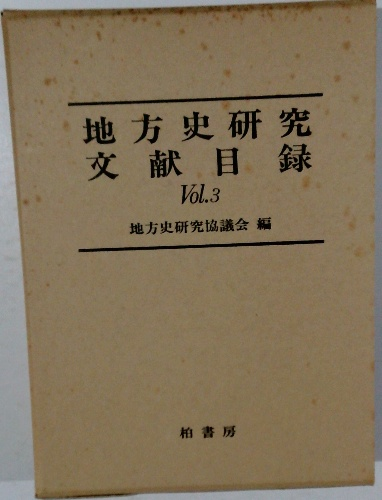 地方史研究
文献目録
Vol.3
地方史研究協議会 編
柏書房